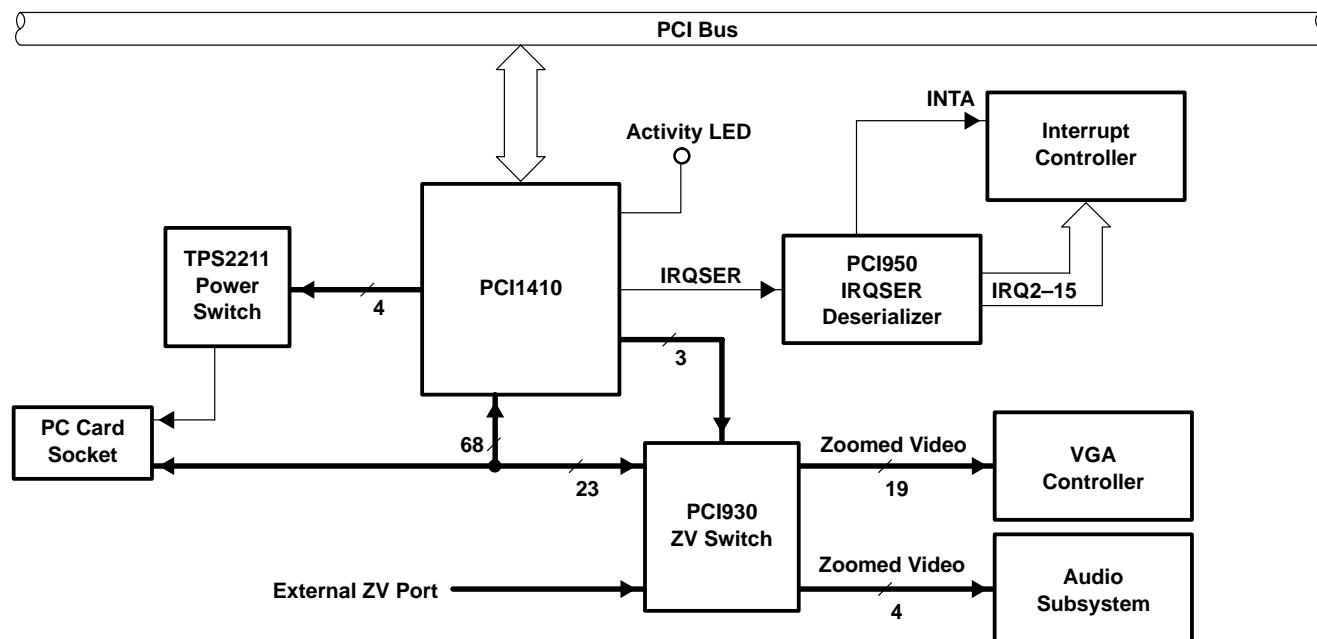 PCI Bus
INTA
Interrupt
Controller
Activity LED
TPS2211
Power
Switch
4
PCI1410
IRQSER
PCI950
IRQSER
Deserializer
IRQ2–15
3
PC Card
Socket
68
23
PCI930
ZV Switch
Zoomed Video
19
VGA
Controller
External ZV Port
Zoomed Video
4
Audio
Subsystem